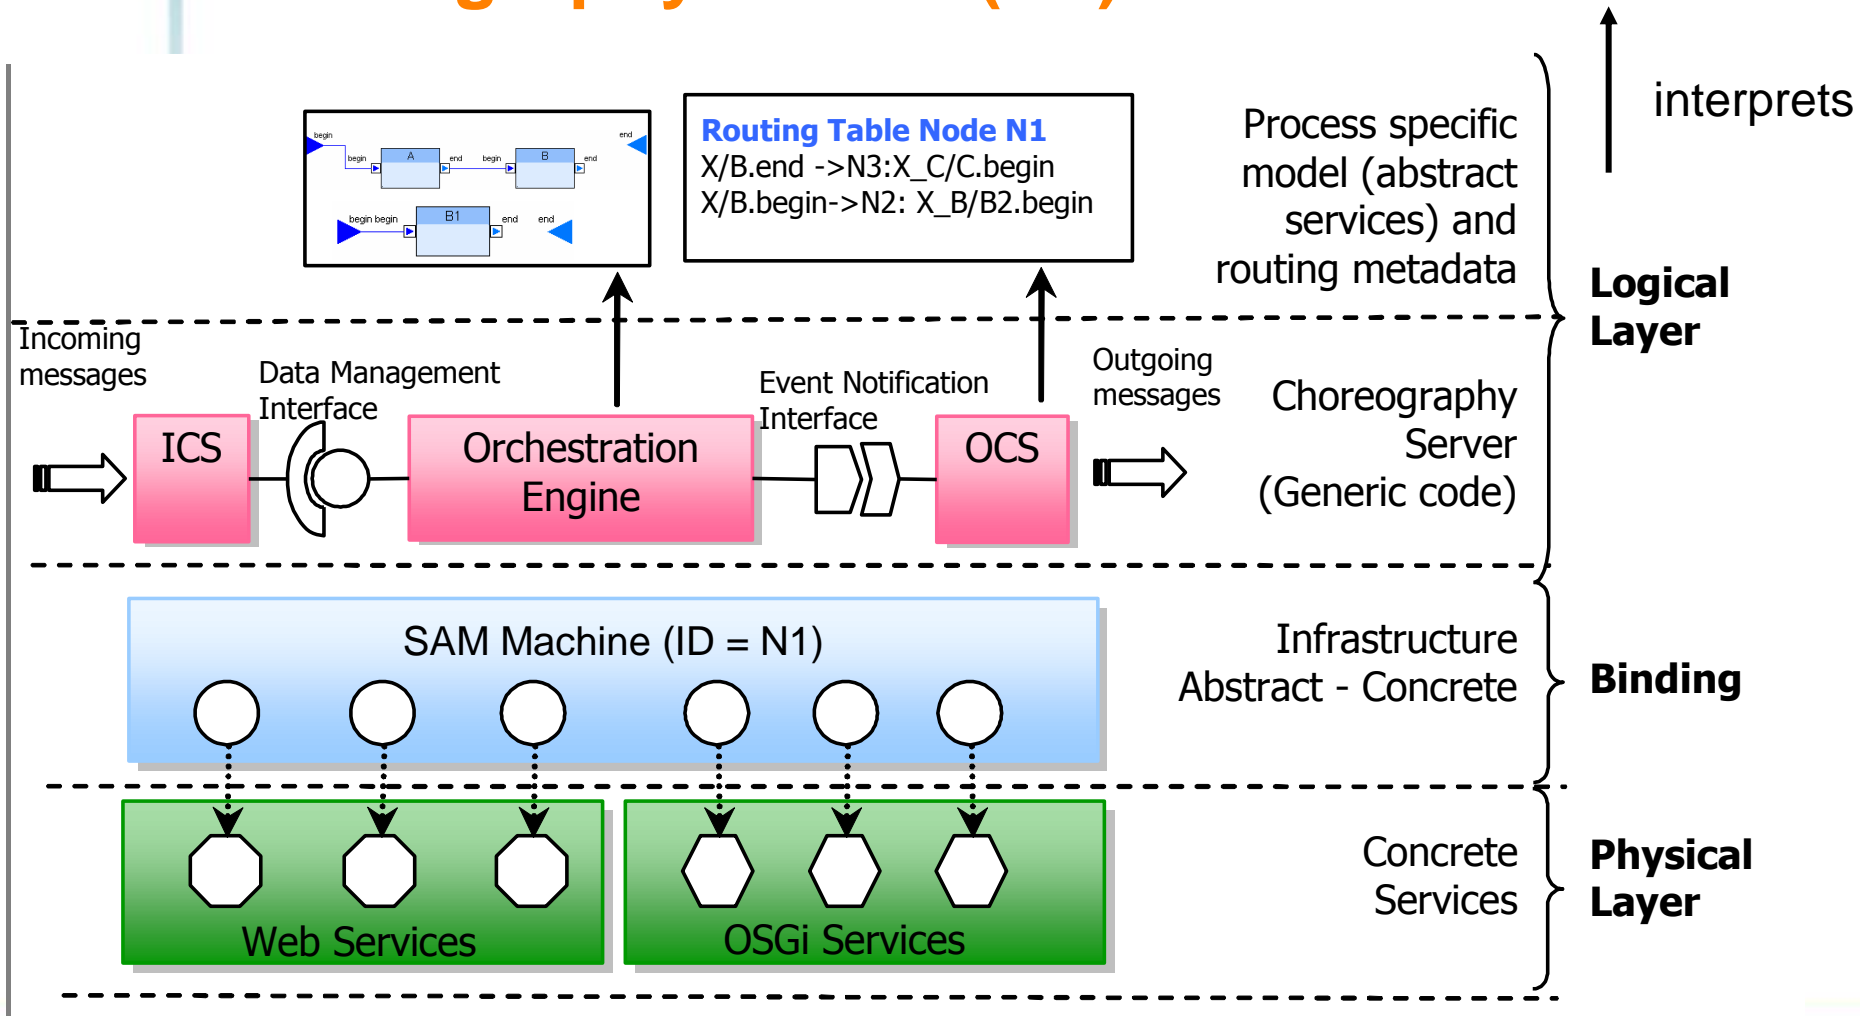 interprets
begin
end
begin
A
end
begin
B
end
begin begin
B1
end
end
Routing Table Node N1
X/B.end ->N3:X_C/C.begin
X/B.begin->N2: X_B/B2.begin
Process specific
model (abstract
services) and
routing metadata
Logical
Layer
Incoming
messages
Data Management
Interface
Event Notification
Interface
Outgoing
messages
ICS
Orchestration
Engine
OCS
Choreography
Server
(Generic code)
SAM Machine (ID = N1)
Infrastructure
Abstract - Concrete
Binding
Web Services
OSGi Services
Concrete
Services
Physical
Layer